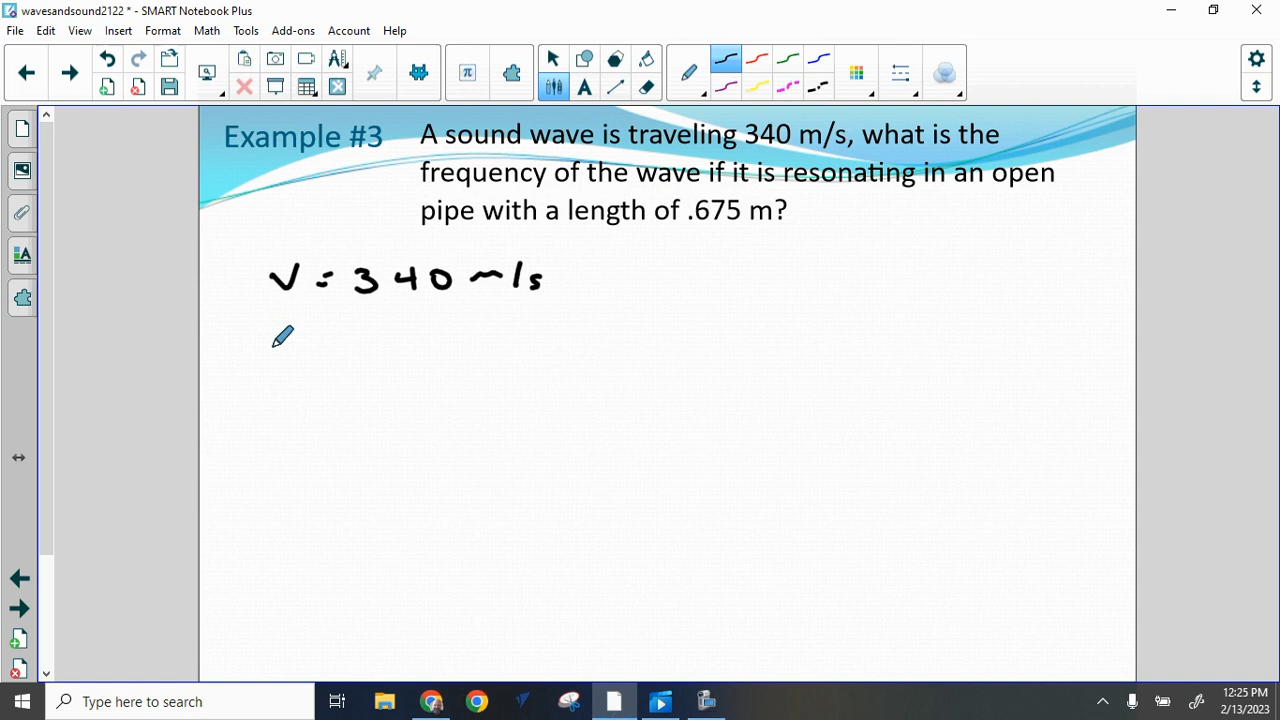 wavesandsound2122 * - SMART Notebook Plus
File Edit View Insert Format Math Tools Add-ons Account Help
Example #3
A sound wave is traveling 340 m/s, what is the
frequency of the wave if it is resonating in an open
pipe with a length of .675 m?
v = 340 m/s
Type here to search
12:25 PM
2/13/2023